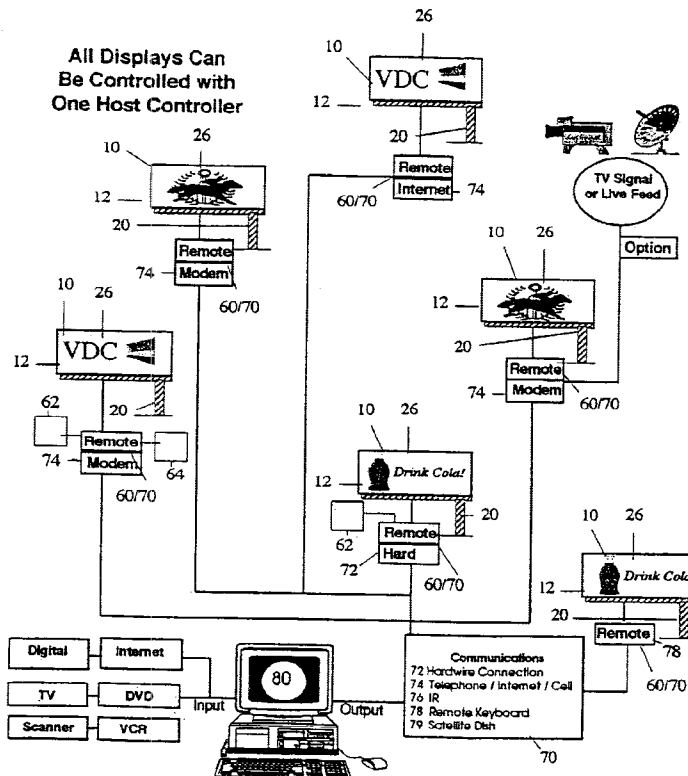 All Displays Can
Be Controlled with
One Host Controller
26
10
VDC
12
20
Remote
Internet
74
60/70
TV Signal
or Live Feed
Option
10
26
12
20
Remote
Modem
74
60/70
10
26
12
20
Remote
Modem
74
60/70
10
26
VDC
12
20
62
Remote
Modem
74
64
60/70
10
26
Drink Cola!
12
20
62
Remote
Hard
72
60/70
10
26
Drink Cola
12
20
Remote
78
60/70
Digital
Internet
TV
DVD
Scanner
VCR
Input
80
Output
Communications
72 Hardwire Connection
74 Telephone / Internet / Cell
76 IR
78 Remote Keyboard
79 Satellite Dish
70